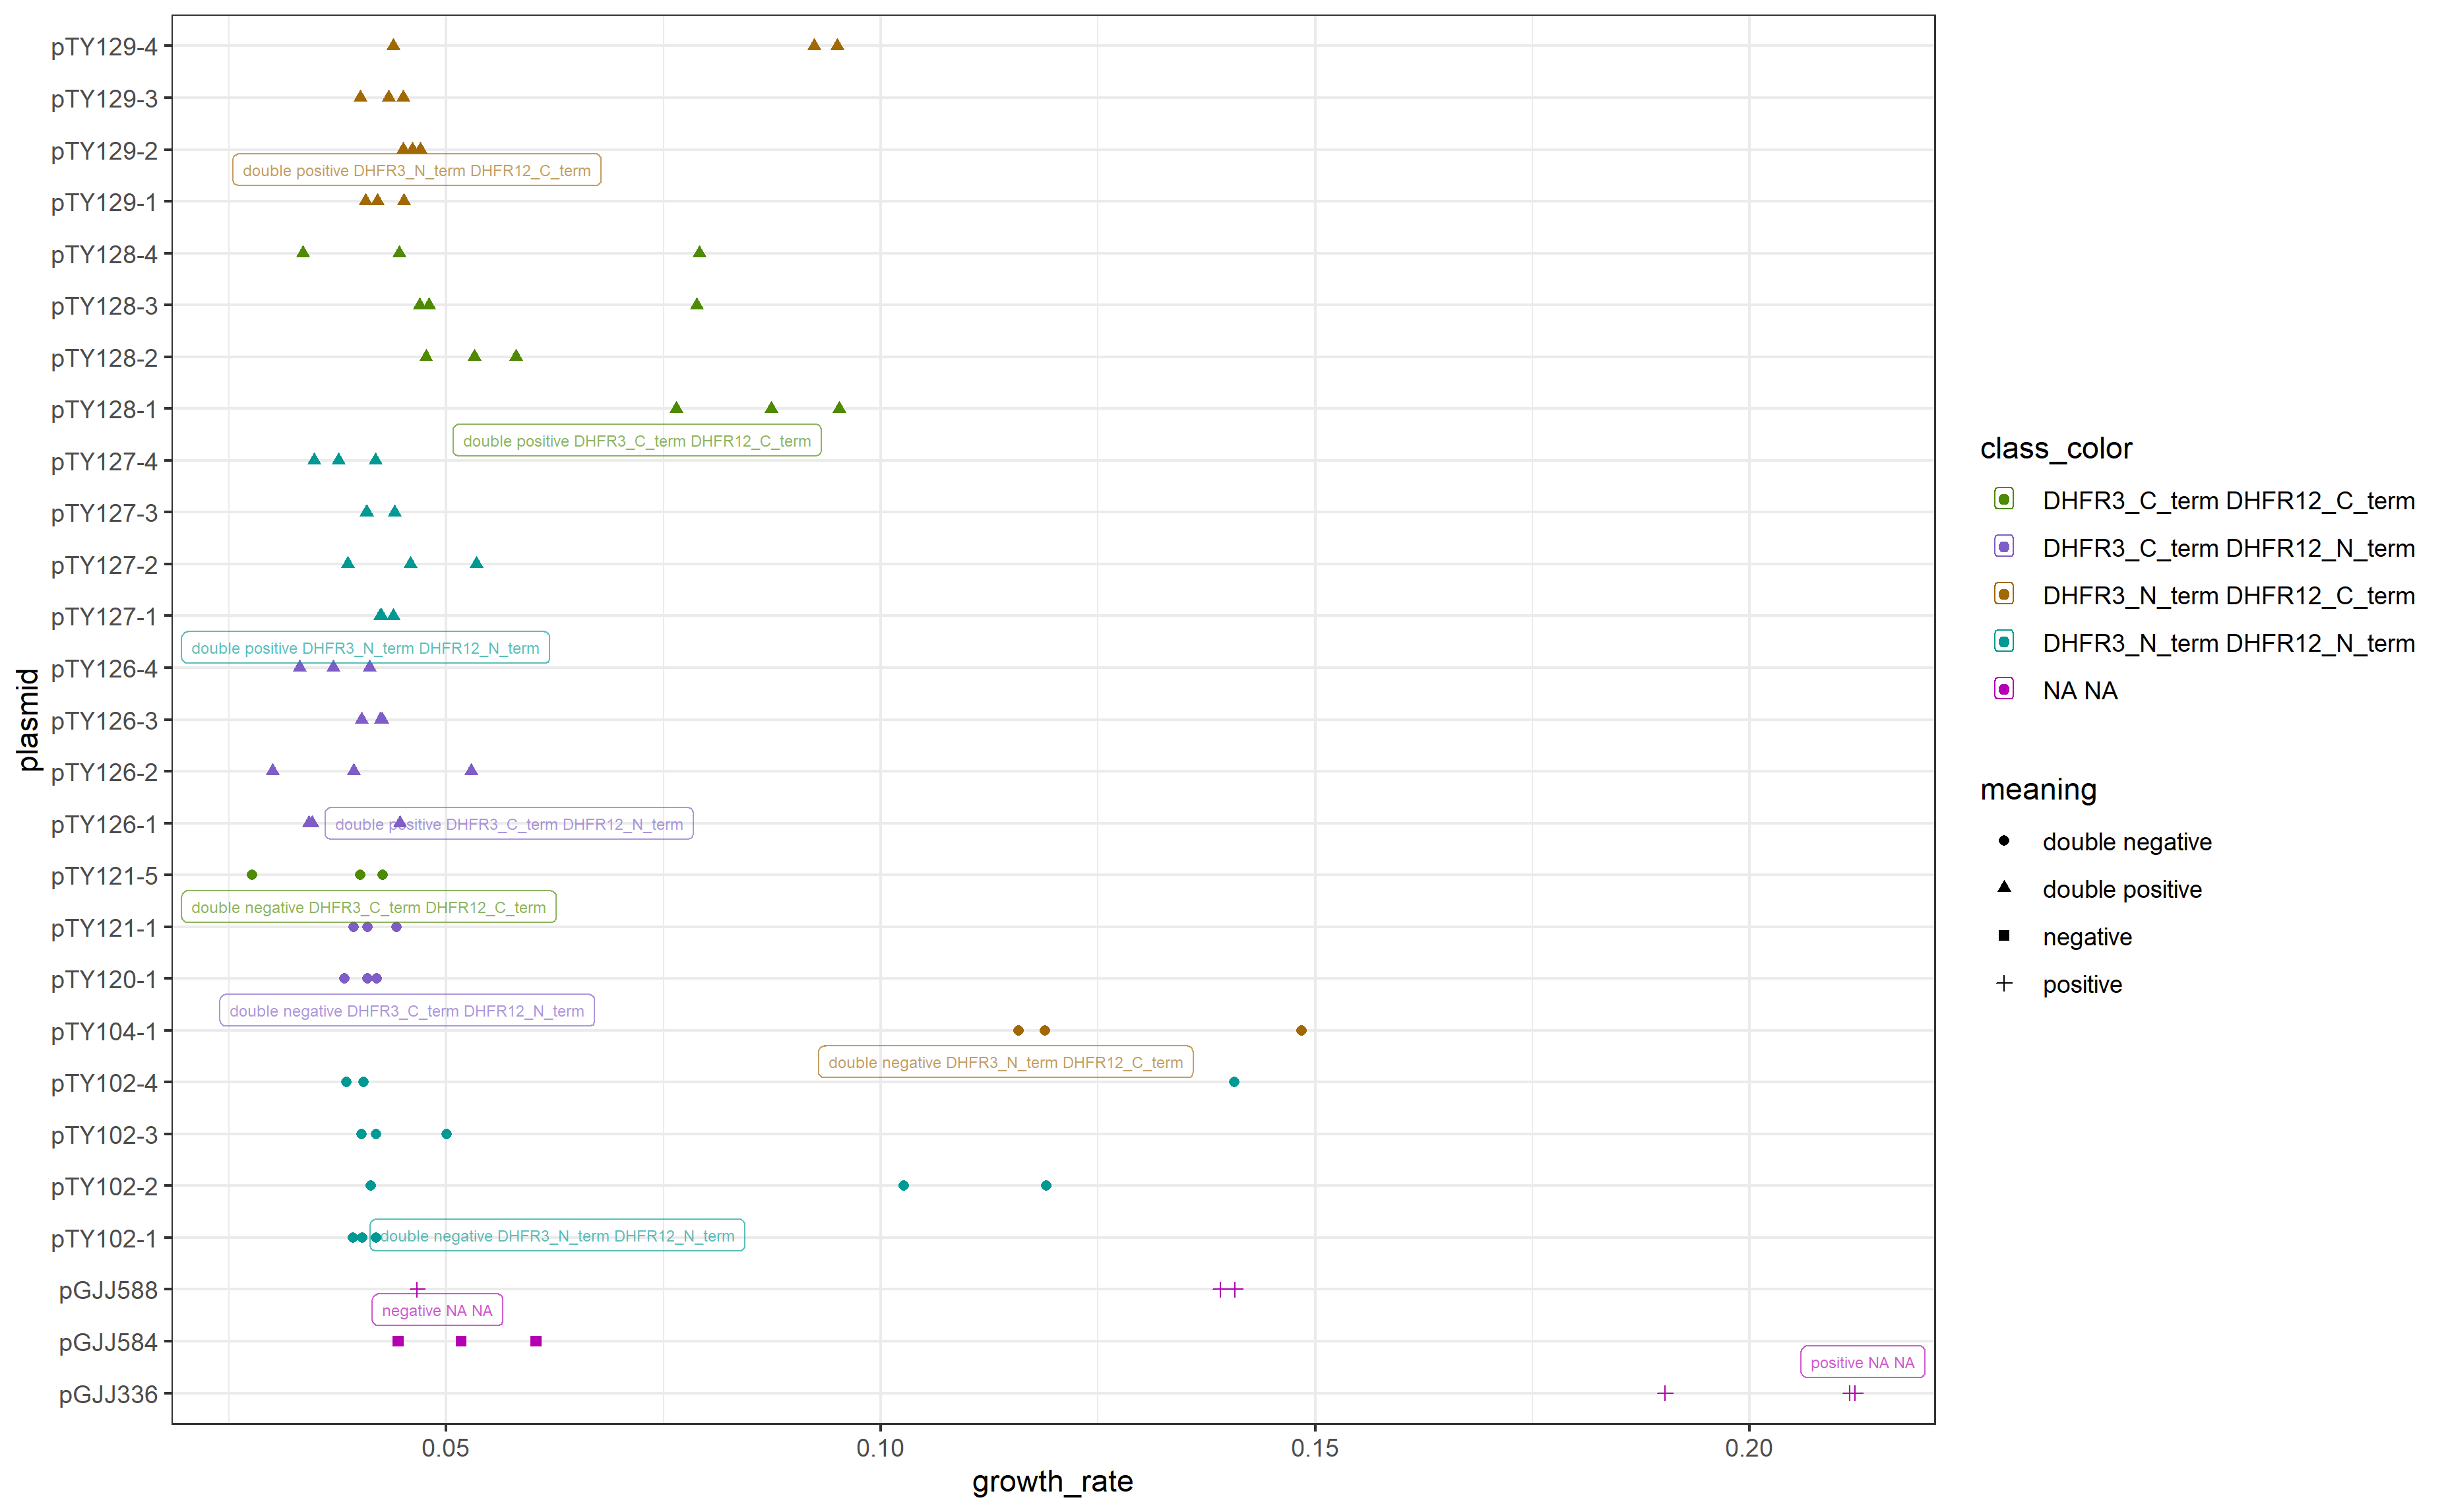 pTY129-4
pTY129-3
pTY129-2
double positive DHFR3_N_term DHFR12_C_term
pTY129-1
pTY128-4
pTY128-3
pTY128-2
pTY128-1
double positive DHFR3_C_term DHFR12_C_term
pTY127-4
pTY127-3
pTY127-2
pTY127-1
double positive DHFR3_N_term DHFR12_N_term
pTY126-4
pTY126-3
pTY126-2
pTY126-1
double positive DHFR3_C_term DHFR12_N_term
pTY121-5
double negative DHFR3_C_term DHFR12_C_term
pTY121-1
pTY120-1
double negative DHFR3_C_term DHFR12_N_term
pTY104-1
double negative DHFR3_N_term DHFR12_C_term
pTY102-4
pTY102-3
pTY102-2
pTY102-1
double negative DHFR3_N_term DHFR12_N_term
pGJJ588
negative NA NA
pGJJ584
positive NA NA
pGJJ336
plasmid
0.05
0.10
0.15
0.20
growth_rate
class_color
DHFR3_C_term DHFR12_C_term
DHFR3_C_term DHFR12_N_term
DHFR3_N_term DHFR12_C_term
DHFR3_N_term DHFR12_N_term
NA NA
meaning
double negative
double positive
negative
positive